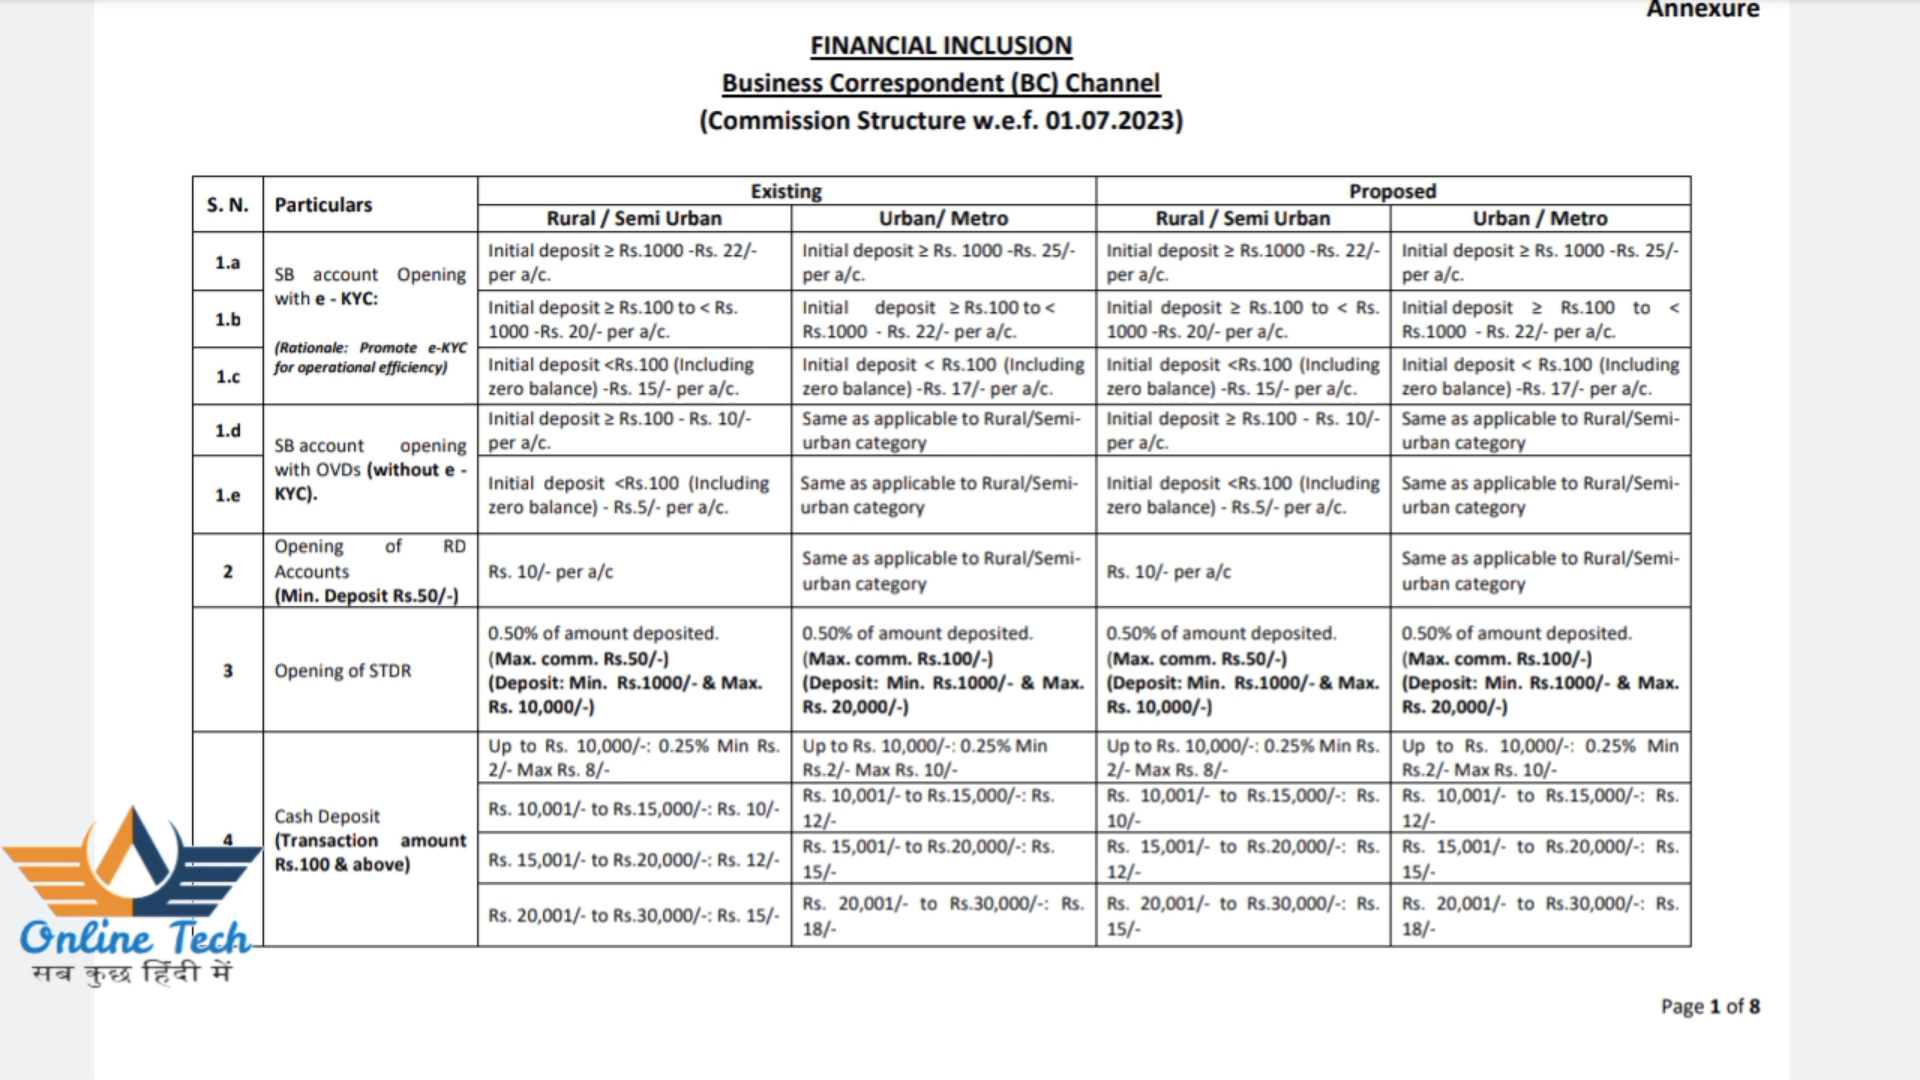 Annexure
FINANCIAL INCLUSION
Business Correspondent (BC) Channel
(Commission Structure w.e.f. 01.07.2023)
S. N.
Particulars
Existing
Proposed
Rural / Semi Urban
Urban/ Metro
Rural / Semi Urban
Urban / Metro
1.a
SB account Opening
with e - KYC:
(Rationale: Promote e-KYC
for operational efficiency)
Initial deposit ≥ Rs.1000 -Rs. 22/-
per a/c.
Initial deposit ≥ Rs. 1000 -Rs. 25/-
per a/c.
Initial deposit ≥ Rs.1000 -Rs. 22/-
per a/c.
Initial deposit ≥ Rs. 1000 -Rs. 25/-
per a/c.
1.b
Initial deposit ≥ Rs.100 to < Rs.
1000 -Rs. 20/- per a/c.
Initial deposit ≥ Rs.100 to <
Rs.1000 - Rs. 22/- per a/c.
Initial deposit ≥ Rs.100 to < Rs.
1000 -Rs. 20/- per a/c.
Initial deposit ≥ Rs.100 to <
Rs.1000 - Rs. 22/- per a/c.
1.c
Initial deposit <Rs.100 (Including
zero balance) -Rs. 15/- per a/c.
Initial deposit < Rs.100 (Including
zero balance) -Rs. 17/- per a/c.
Initial deposit <Rs.100 (Including
zero balance) -Rs. 15/- per a/c.
Initial deposit < Rs.100 (Including
zero balance) -Rs. 17/- per a/c.
1.d
SB account opening
with OVDs (without e -
KYC).
Initial deposit ≥ Rs.100 - Rs. 10/-
per a/c.
Same as applicable to Rural/Semi-
urban category
Initial deposit ≥ Rs.100 - Rs. 10/-
per a/c.
Same as applicable to Rural/Semi-
urban category
1.e
Initial deposit <Rs.100 (Including
zero balance) - Rs.5/- per a/c.
Same as applicable to Rural/Semi-
urban category
Initial deposit <Rs.100 (Including
zero balance) - Rs.5/- per a/c.
Same as applicable to Rural/Semi-
urban category
2
Opening of RD
Accounts
(Min. Deposit Rs.50/-)
Rs. 10/- per a/c
Same as applicable to Rural/Semi-
urban category
Rs. 10/- per a/c
Same as applicable to Rural/Semi-
urban category
3
Opening of STDR
0.50% of amount deposited.
(Max. comm. Rs.50/-)
(Deposit: Min. Rs.1000/- & Max.
Rs. 10,000/-)
0.50% of amount deposited.
(Max. comm. Rs.100/-)
(Deposit: Min. Rs.1000/- & Max.
Rs. 20,000/-)
0.50% of amount deposited.
(Max. comm. Rs.50/-)
(Deposit: Min. Rs.1000/- & Max.
Rs. 10,000/-)
0.50% of amount deposited.
(Max. comm. Rs.100/-)
(Deposit: Min. Rs.1000/- & Max.
Rs. 20,000/-)
4
Cash Deposit
(Transaction amount
Rs.100 & above)
Up to Rs. 10,000/-: 0.25% Min Rs.
2/- Max Rs. 8/-
Up to Rs. 10,000/-: 0.25% Min
Rs.2/- Max Rs. 10/-
Up to Rs. 10,000/-: 0.25% Min Rs.
2/- Max Rs. 8/-
Up to Rs. 10,000/-: 0.25% Min
Rs.2/- Max Rs. 10/-
Rs. 10,001/- to Rs.15,000/-: Rs. 10/-
Rs. 10,001/- to Rs.15,000/-: Rs.
12/-
Rs. 10,001/- to Rs.15,000/-: Rs.
10/-
Rs. 10,001/- to Rs.15,000/-: Rs.
12/-
Rs. 15,001/- to Rs.20,000/-: Rs. 12/-
Rs. 15,001/- to Rs.20,000/-: Rs.
15/-
Rs. 15,001/- to Rs.20,000/-: Rs.
12/-
Rs. 15,001/- to Rs.20,000/-: Rs.
15/-
Rs. 20,001/- to Rs.30,000/-: Rs. 15/-
Rs. 20,001/- to Rs.30,000/-: Rs.
18/-
Rs. 20,001/- to Rs.30,000/-: Rs.
15/-
Rs. 20,001/- to Rs.30,000/-: Rs.
18/-
Online Tech
सब कुछ हिंदी में
Page 1 of 8